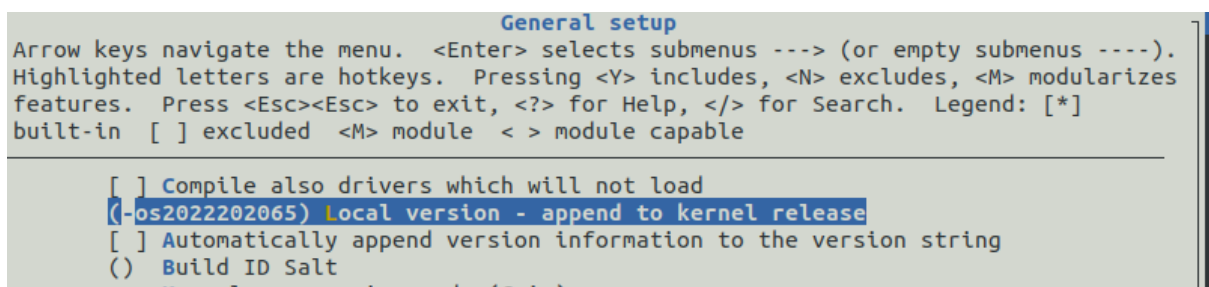 General setup
Arrow keys navigate the menu.  <Enter> selects submenus ---> (or empty submenus ----).
Highlighted letters are hotkeys.  Pressing <Y> includes, <N> excludes, <M> modularizes
features.  Press <Esc><Esc> to exit, <?> for Help, </> for Search.  Legend: [*]
built-in  [ ] excluded  <M> module  < > module capable
[ ] Compile also drivers which will not load
(-os2022202065) Local version - append to kernel release
[ ] Automatically append version information to the version string
()  Build ID Salt